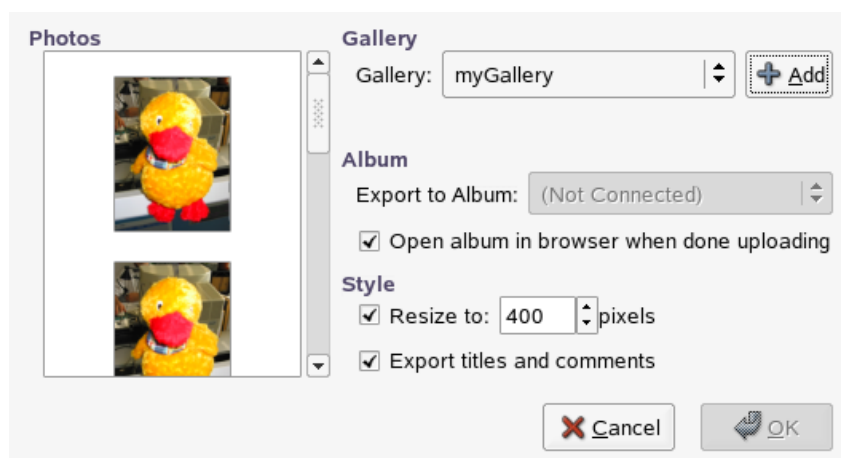 Photos
Gallery
Gallery: myGallery Add
Album
Export to Album: (Not Connected)
Open album in browser when done uploading
Style
Resize to: 400 pixels
Export titles and comments
Cancel OK